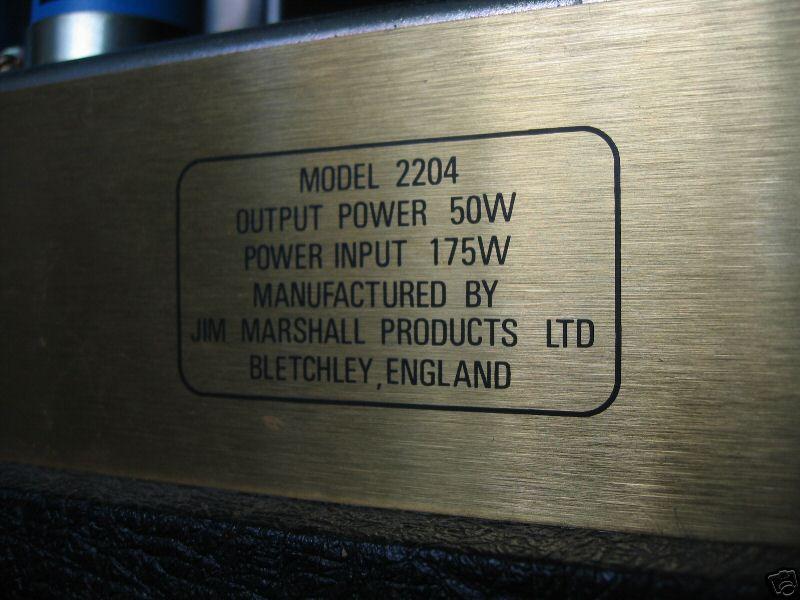 MODEL 2204
OUTPUT POWER 50W
POWER INPUT 175W
MANUFACTURED BY
JIM MARSHALL PRODUCTS LTD
BLETCHLEY, ENGLAND